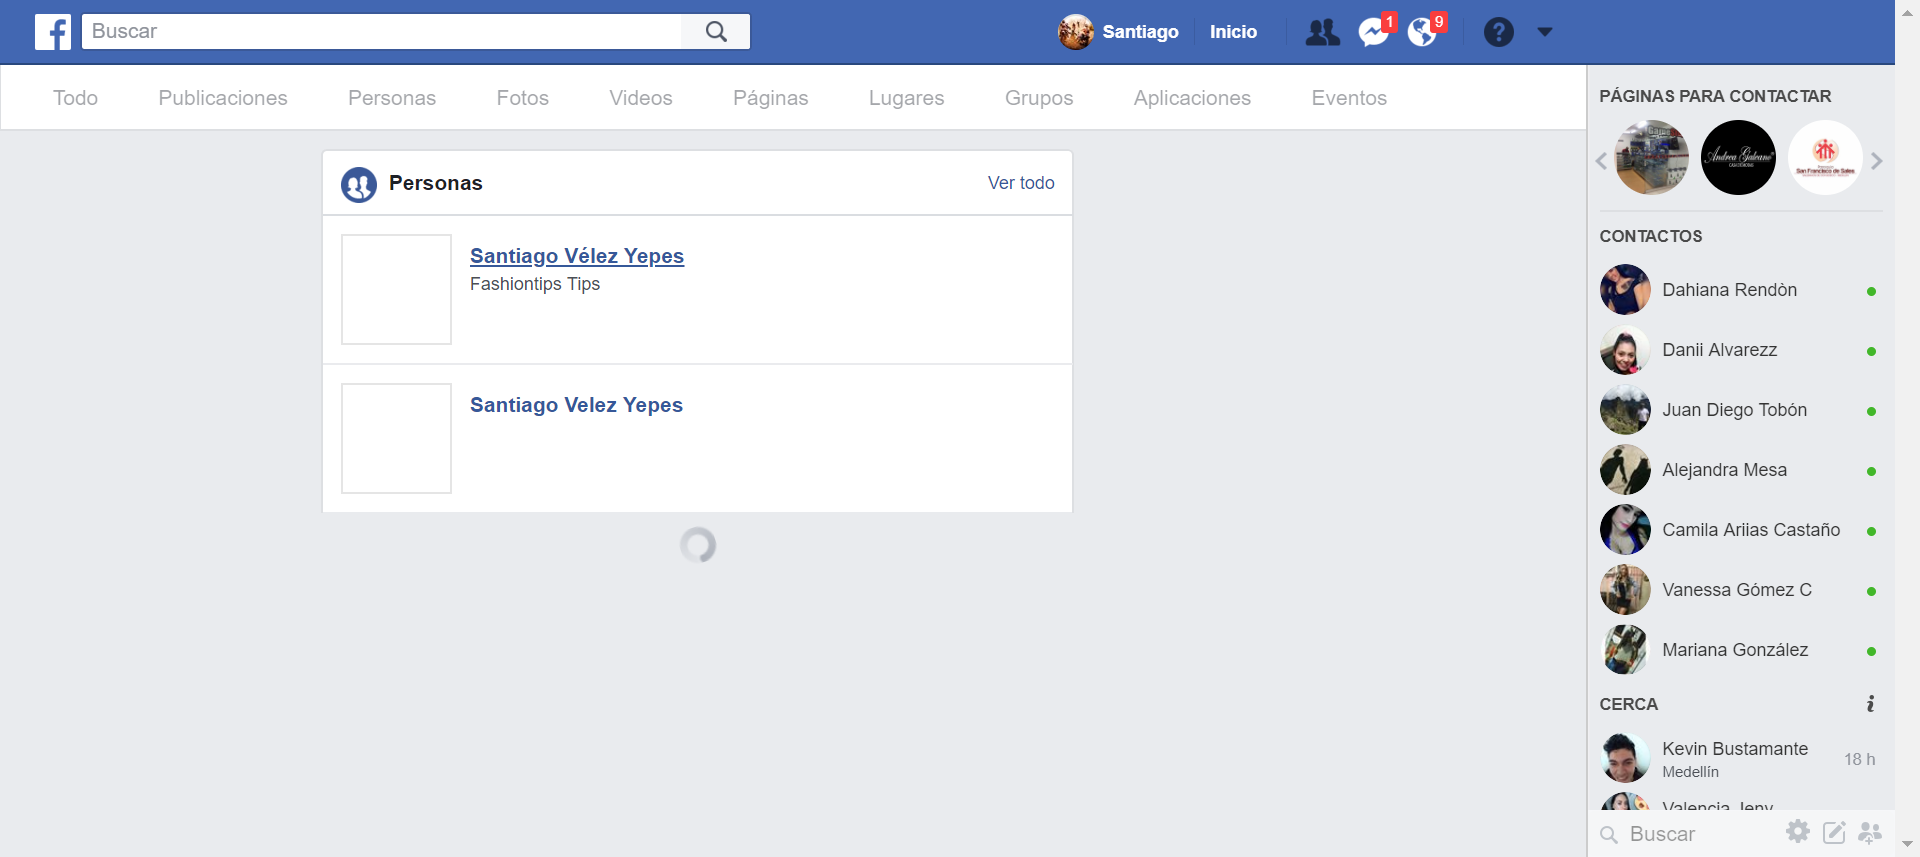 Buscar
Santiago
Inicio
1
9
Todo
Publicaciones
Personas
Fotos
Videos
Páginas
Lugares
Grupos
Aplicaciones
Eventos
Personas
Ver todo
Santiago Vélez Yepes
Fashiontips Tips
Santiago Velez Yepes
PÁGINAS PARA CONTACTAR
Andrea Galeano
San Francisco de Sales
CONTACTOS
Dahiana Rendòn
Danii Alvarezz
Juan Diego Tobón
Alejandra Mesa
Camila Ariias Castaño
Vanessa Gómez C
Mariana González
CERCA
Kevin Bustamante
Medellín
18 h
Valencia Jeny
Buscar